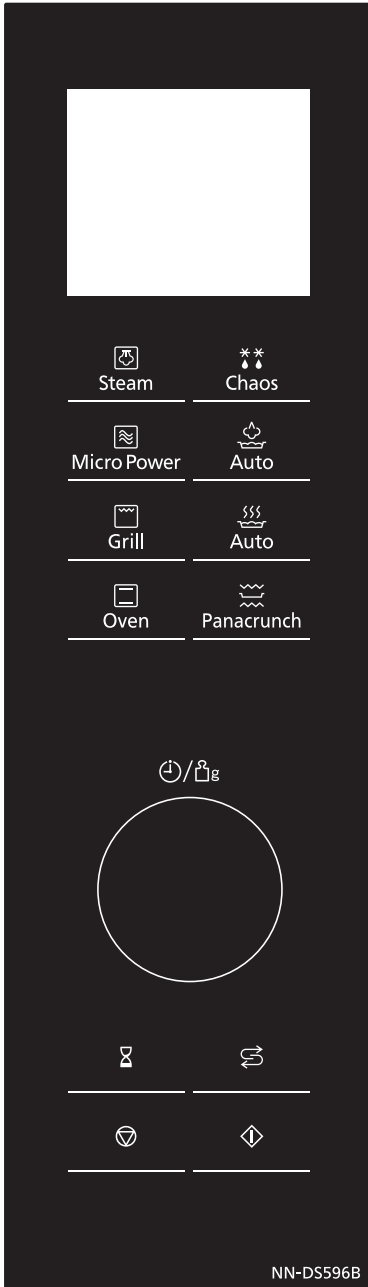 Steam Chaos
Micro Power Auto
Grill Auto
Oven Panacrunch
/ g
NN-DS596B